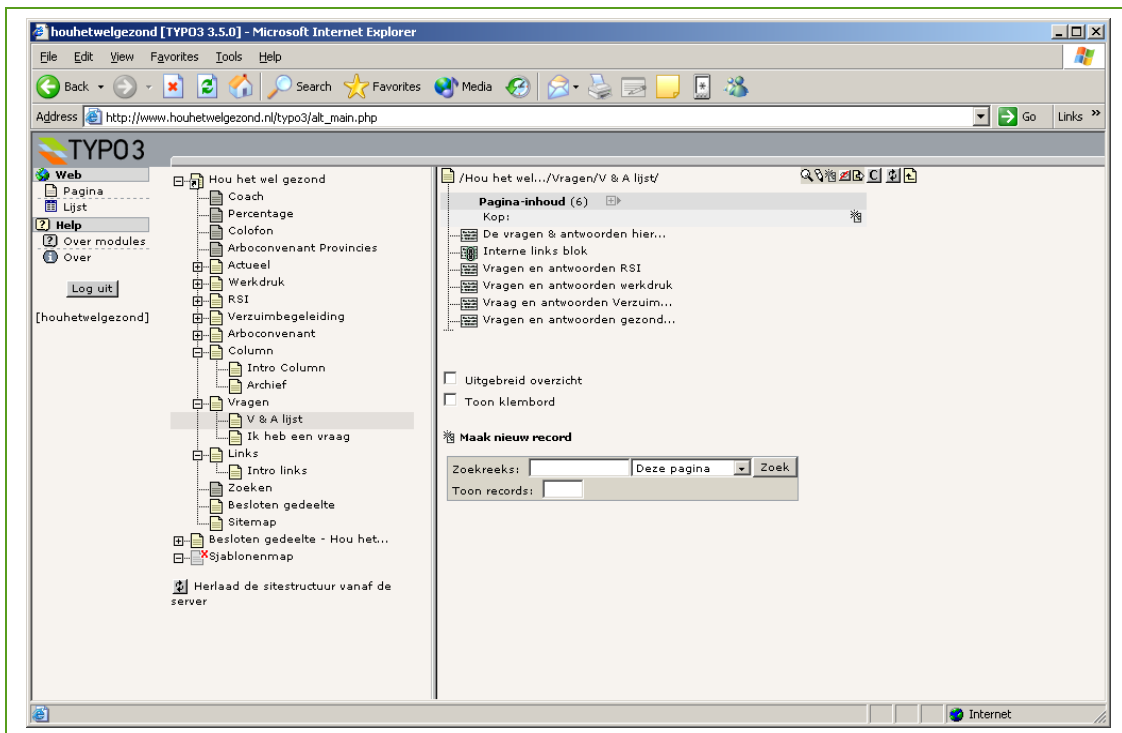 houhetwelgezond [TYPO3 3.5.0] - Microsoft Internet Explorer
File Edit View Favorites Tools Help
Back Search Favorites Media
Address http://www.houhetwelgezond.nl/typo3/alt_main.php Go Links »
TYPO3
Web
Pagina
Lijst
Help
Over modules
Over
Log uit
[houhetwelgezond]
Hou het wel gezond
Coach
Percentage
Colofon
Arboconvenant Provincies
Actueel
Werkdruk
RSI
Verzuimbegeleiding
Arboconvenant
Column
Intro Column
Archief
Vragen
V & A lijst
Ik heb een vraag
Links
Intro links
Zoeken
Besloten gedeelte
Sitemap
Besloten gedeelte - Hou het...
Sjablonenmap
Herlaad de sitestructuur vanaf de
server
/Hou het wel.../Vragen/V & A lijst/
Pagina-inhoud (6)
Kop:
De vragen & antwoorden hier...
Interne links blok
Vragen en antwoorden RSI
Vragen en antwoorden werkdruk
Vraag en antwoorden Verzuim...
Vragen en antwoorden gezond...
Uitgebreid overzicht
Toon klembord
Maak nieuw record
Zoekreeks: Deze pagina Zoek
Toon records:
Internet